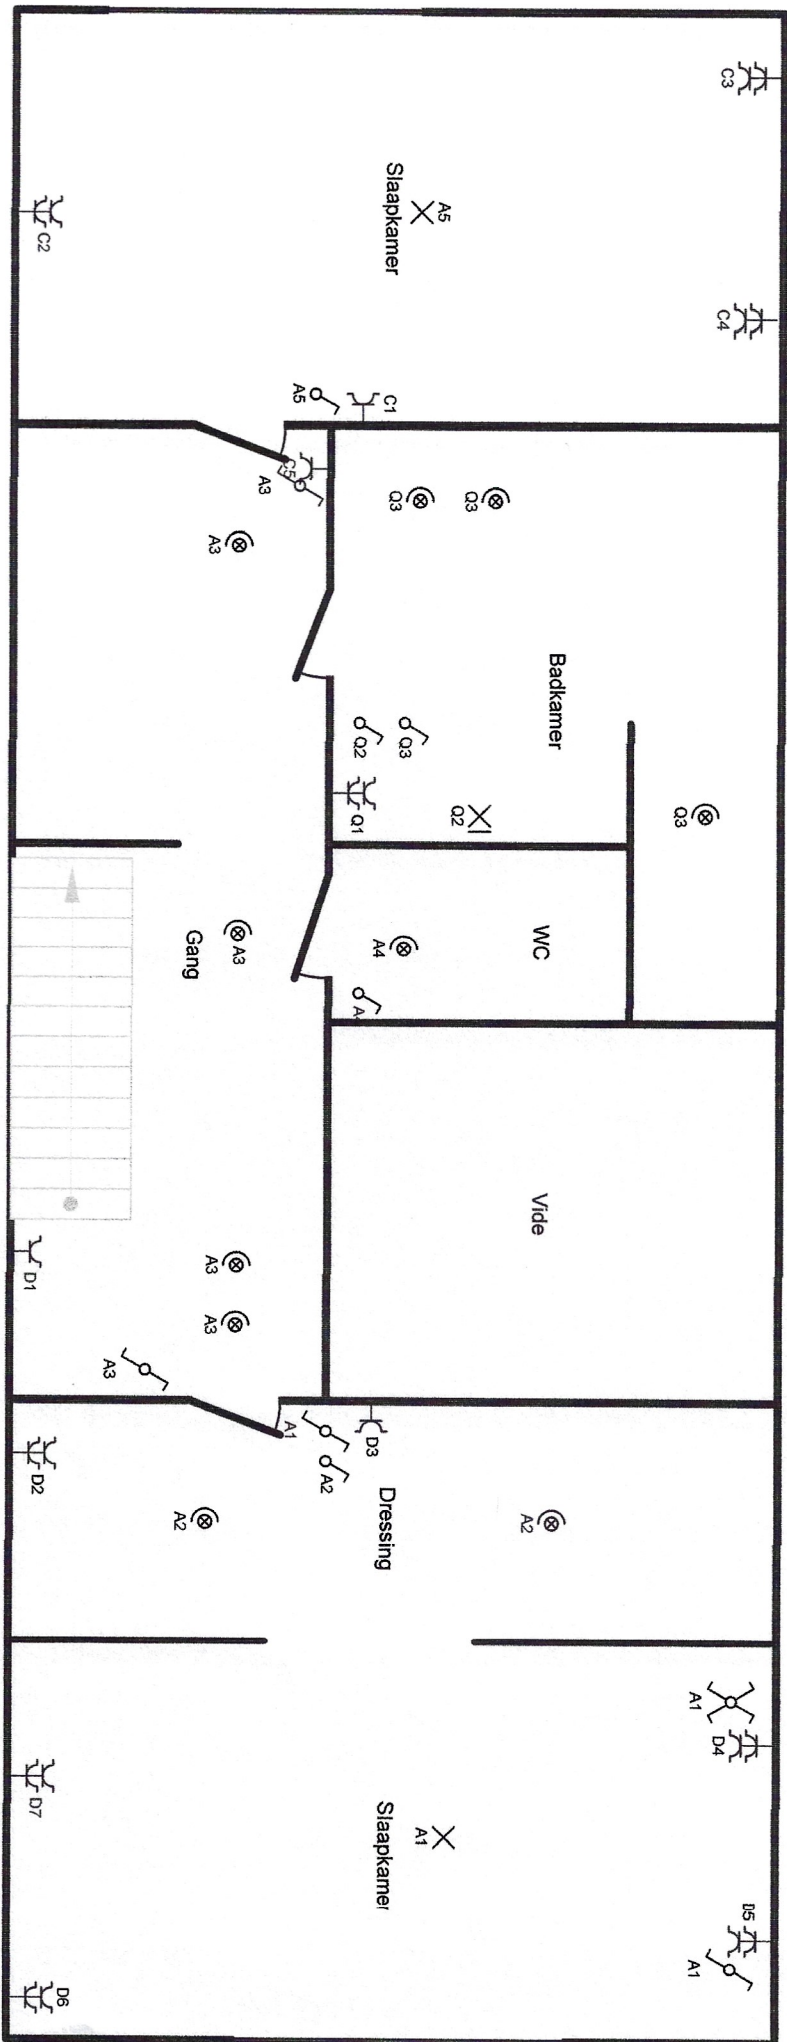 C3
A5
Slaapkamer
C2
C4
A5
C1
C5
A3
Q3
Q3
A3
Badkamer
Q3
Q2
Q1
Q2
Q3
WC
A4
A4
A3
Gang
Vide
D1
A3
A3
A3
A1
A2
D3
Dressing
D2
A2
A2
A1
D4
Slaapkamer
A1
D7
D5
A1
D6